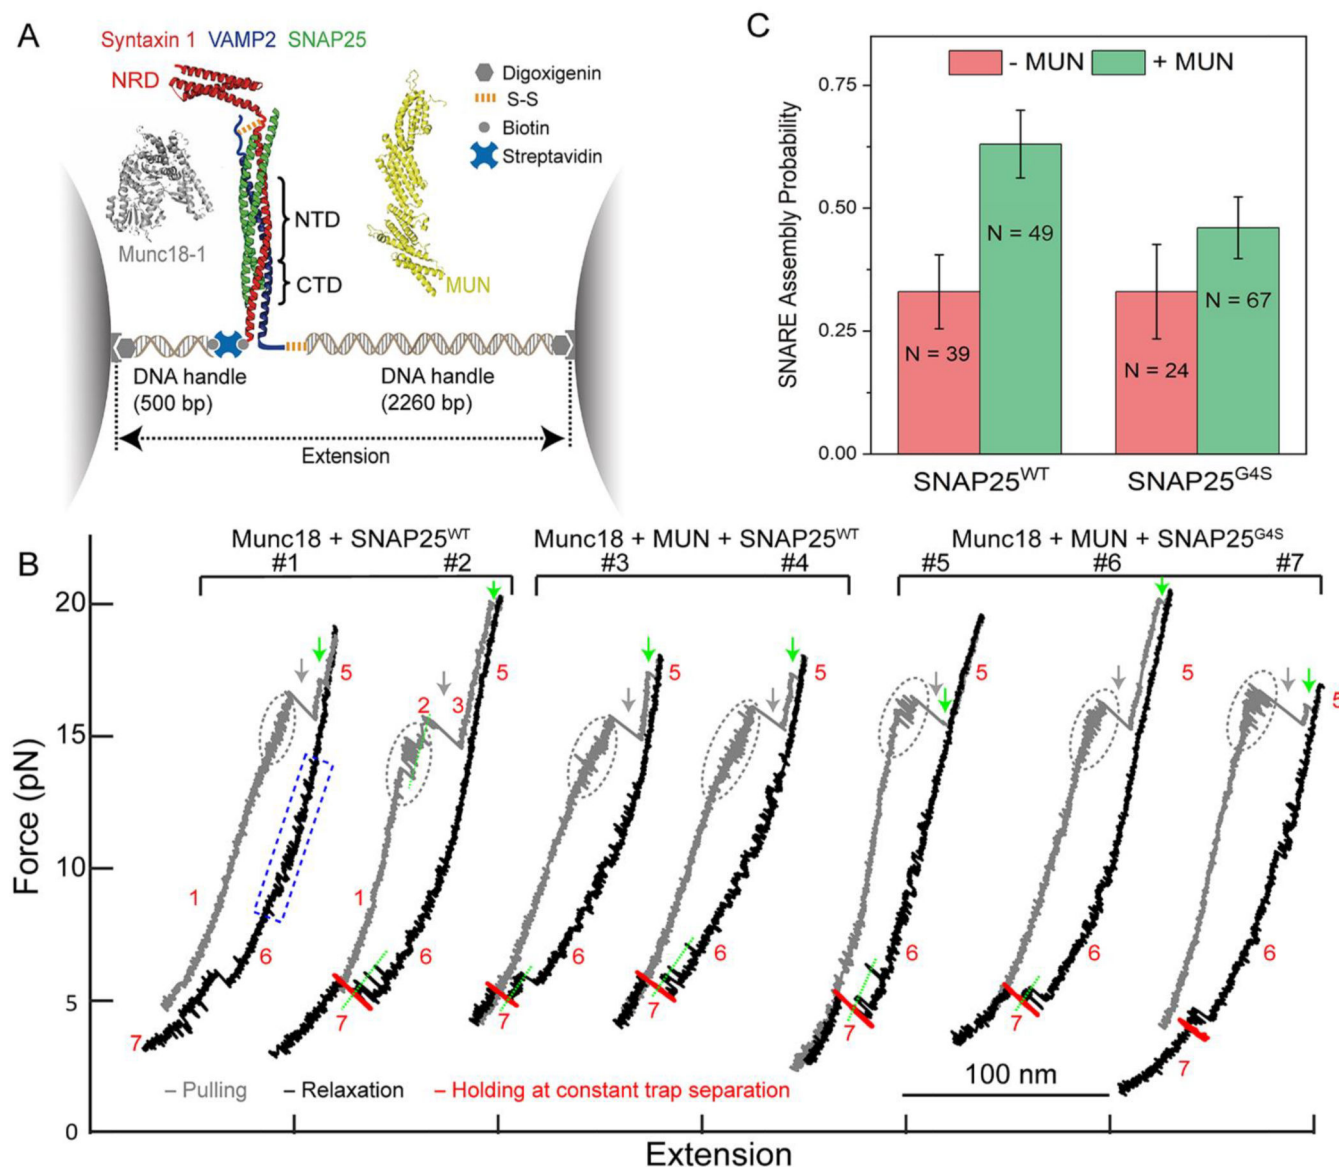 A
Syntaxin 1 VAMP2 SNAP25
NRD
Digoxigenin
S-S
Biotin
Streptavidin
NTD
Munc18-1
CTD
MUN
DNA handle
(500 bp)
DNA handle
(2260 bp)
Extension
C
SNARE Assembly Probability
- MUN + MUN
0.75
0.50
0.25
0.00
N = 39
N = 49
N = 24
N = 67
SNAP25WT
SNAP25G4S
B
Munc18 + SNAP25WT
#1 #2
Munc18 + MUN + SNAP25WT
#3 #4
Munc18 + MUN + SNAP25G4S
#5 #6 #7
Force (pN)
20
15
10
5
0
1
5
6
7
1
2
3
5
6
7
5
6
7
5
6
7
5
6
7
5
6
7
5
6
7
– Pulling – Relaxation – Holding at constant trap separation
100 nm
Extension